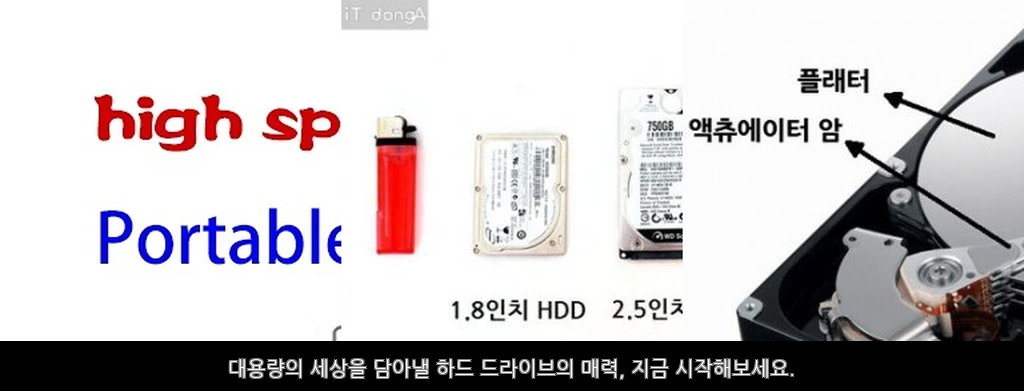 iT dongA
high sp
Portable
750GB
1.8인치 HDD
2.5인치
플래터
액츄에이터 암
대용량의 세상을 담아낼 하드 드라이브의 매력, 지금 시작해보세요.